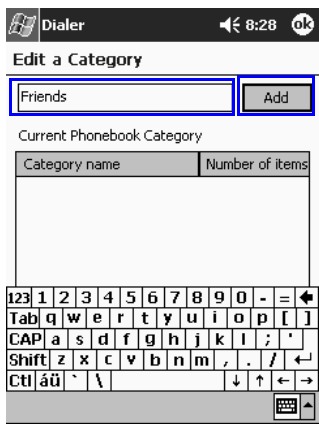 Dialer 8:28 ok
Edit a Category
Friends Add
Current Phonebook Category
Category name Number of items
123 1 2 3 4 5 6 7 8 9 0 - =
Tab q w e r t y u i o p [ ]
CAP a s d f g h j k l ; '
Shift z x c v b n m , . /
Ctl áü ` \ ↓ ↑ ← →